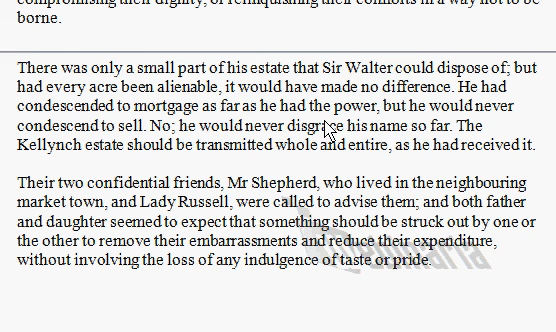 compromising their dignity, or relinquishing their comforts in a way not to be
borne.
There was only a small part of his estate that Sir Walter could dispose of; but
had every acre been alienable, it would have made no difference. He had
condescended to mortgage as far as he had the power, but he would never
condescend to sell. No; he would never disgrace his name so far. The
Kellynch estate should be transmitted whole and entire, as he had received it.
Their two confidential friends, Mr Shepherd, who lived in the neighbouring
market town, and Lady Russell, were called to advise them; and both father
and daughter seemed to expect that something should be struck out by one or
the other to remove their embarrassments and reduce their expenditure,
without involving the loss of any indulgence of taste or pride.